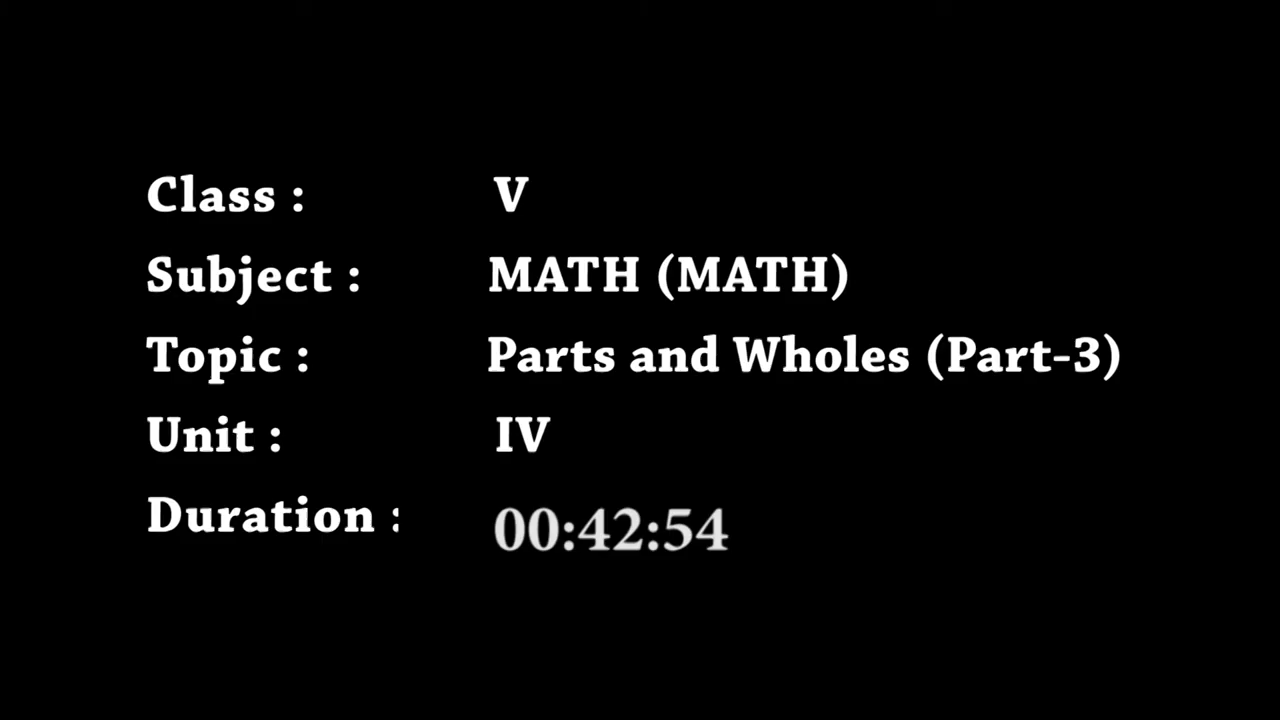 Class : V
Subject : MATH (MATH)
Topic : Parts and Wholes (Part-3)
Unit : IV
Duration : 00:42:54